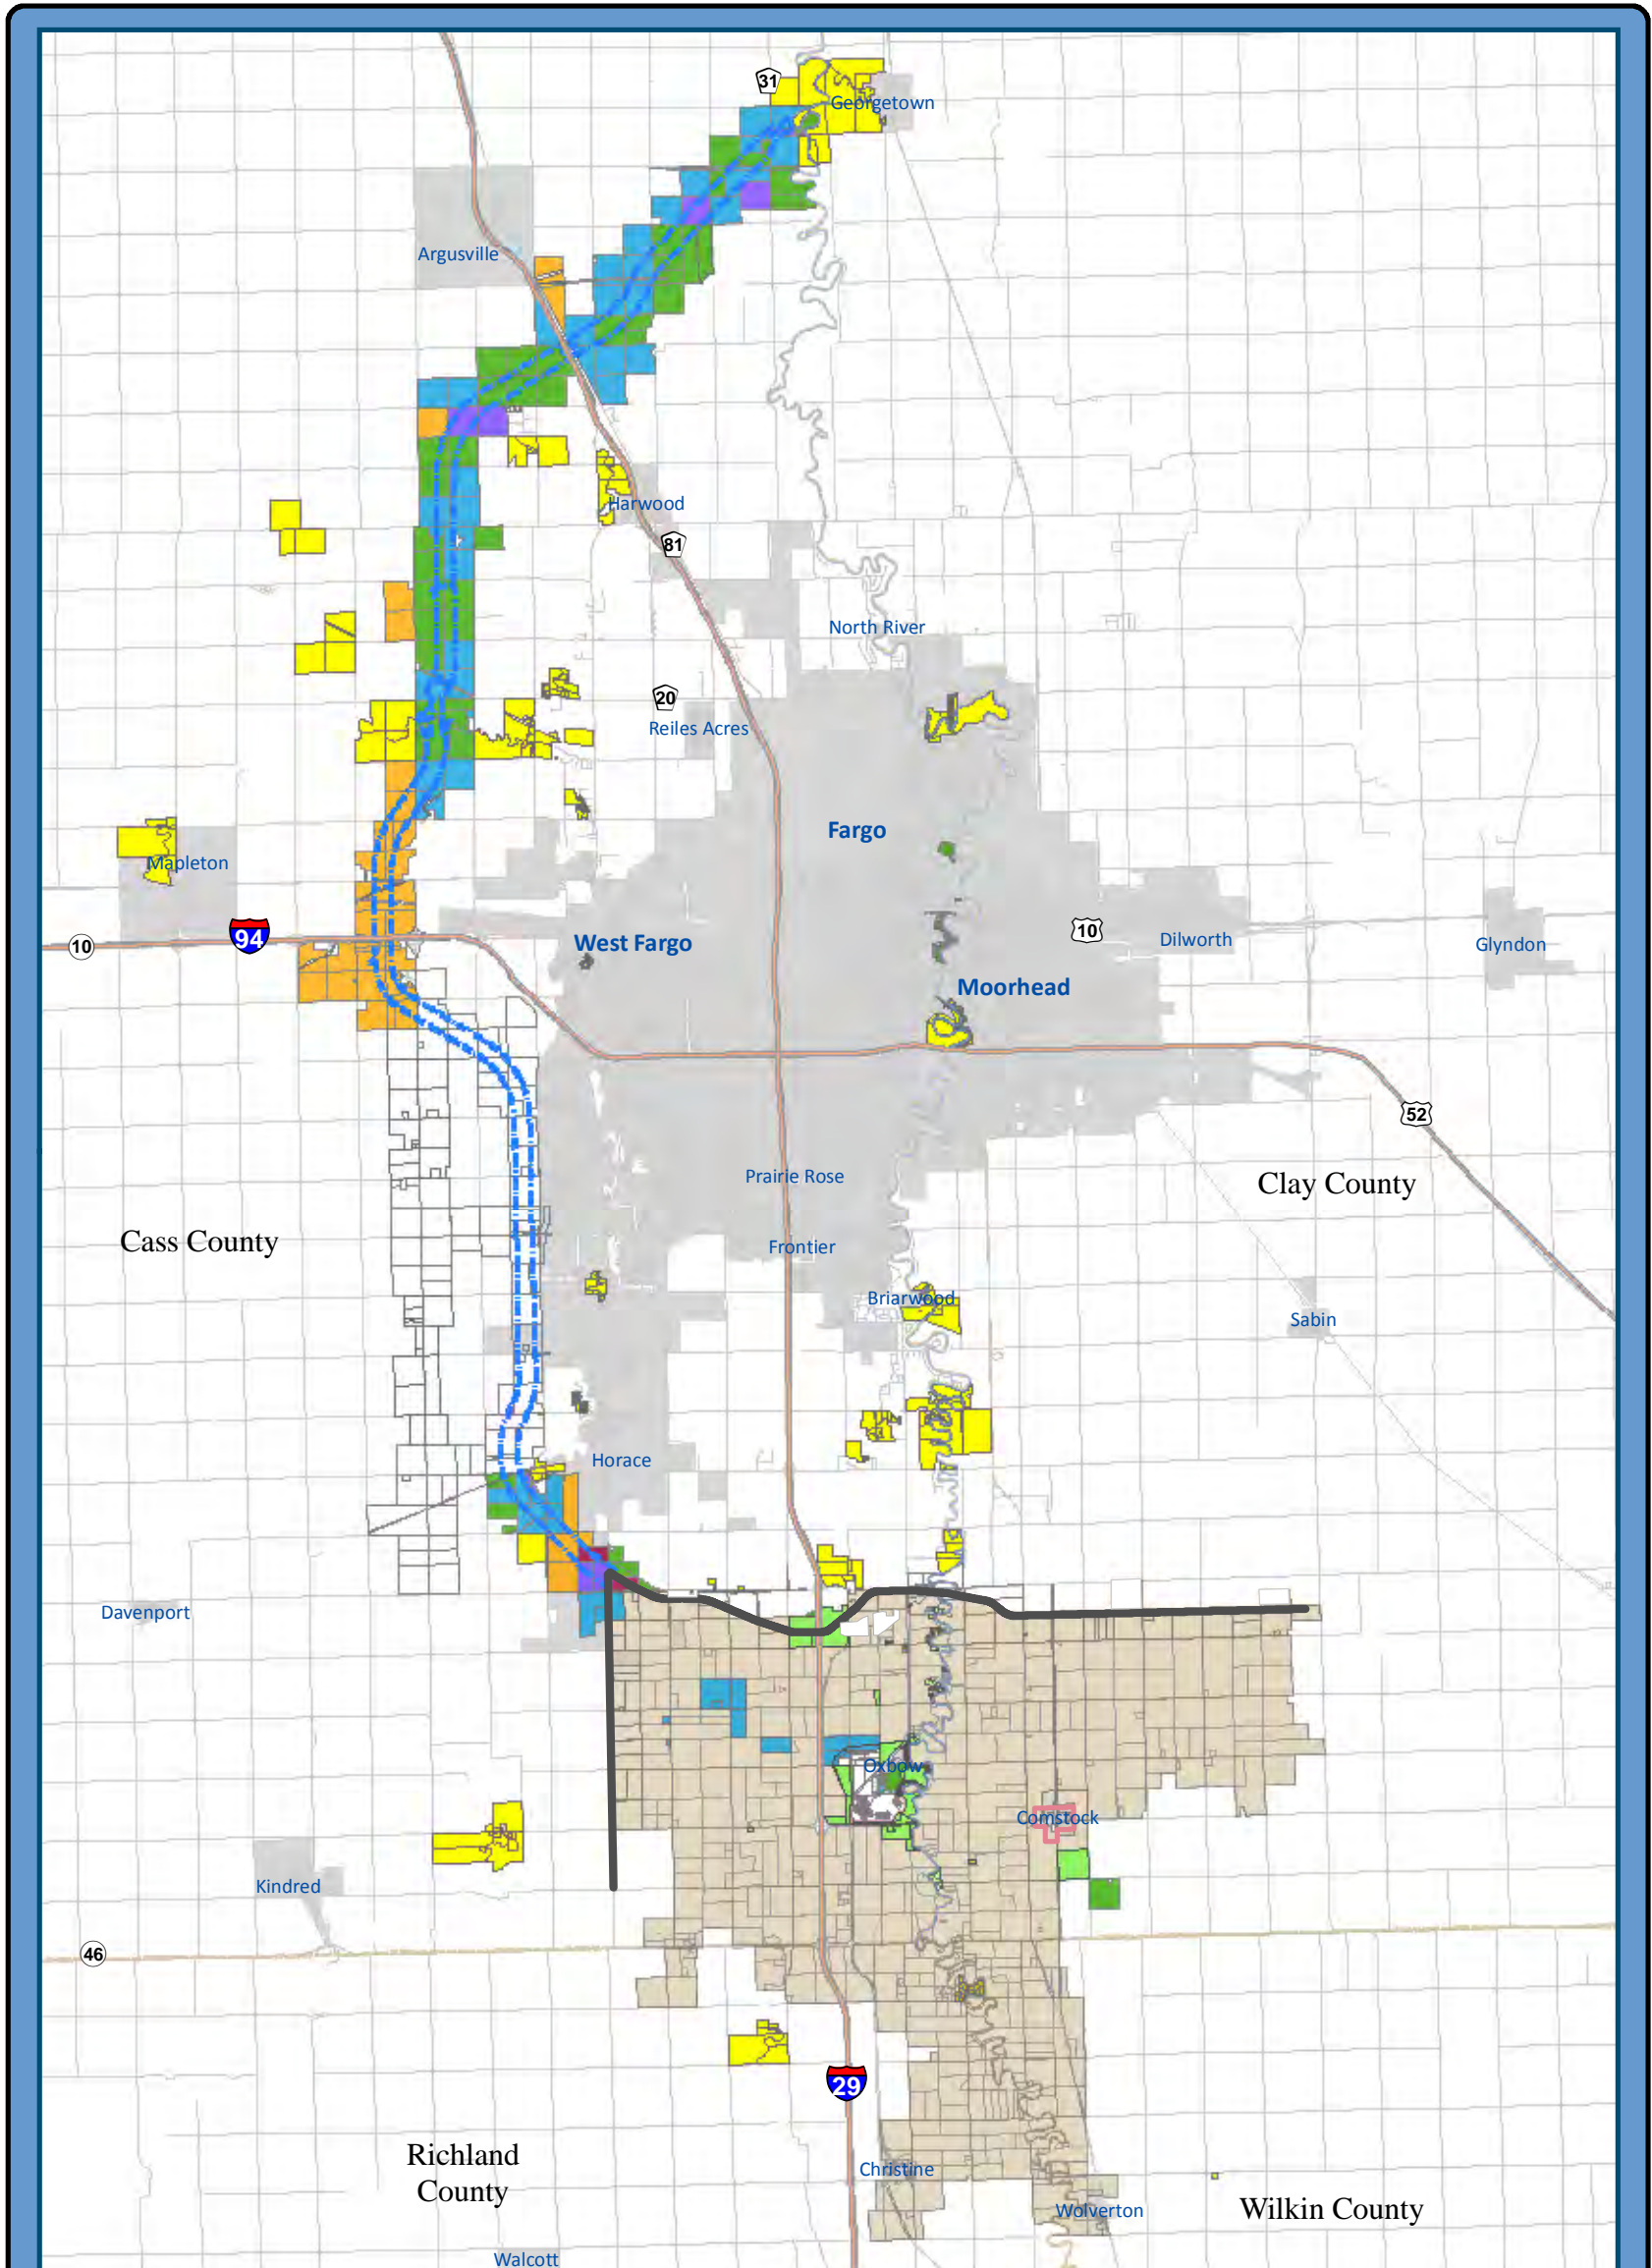 31
Georgetown
Argusville
Harwood
81
North River
20
Reiles Acres
Fargo
Mapleton
10
94
West Fargo
10
Dilworth
Glyndon
Moorhead
52
Prairie Rose
Clay County
Cass County
Frontier
Briarwood
Sabin
Horace
Davenport
Oxbow
Comstock
Kindred
46
29
Richland
County
Christine
Wolverton
Wilkin County
Walcott